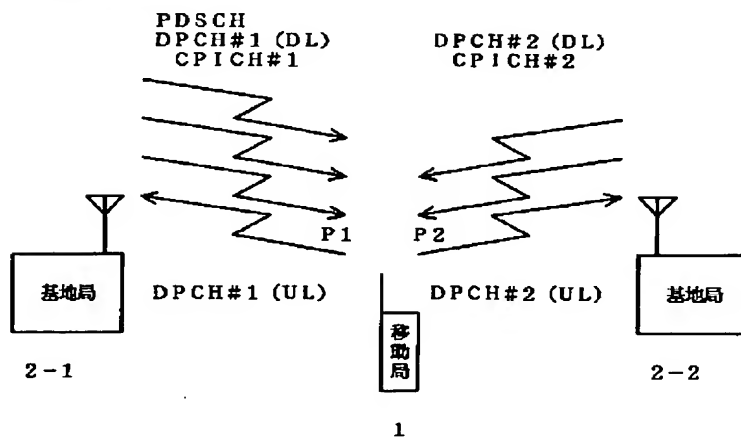 PDSCH
DPCH#1 (DL)
CPICH#1
DPCH#2 (DL)
CPICH#2
P1
P2
基地局
DPCH#1 (UL)
DPCH#2 (UL)
基地局
移動局
2-1
2-2
1